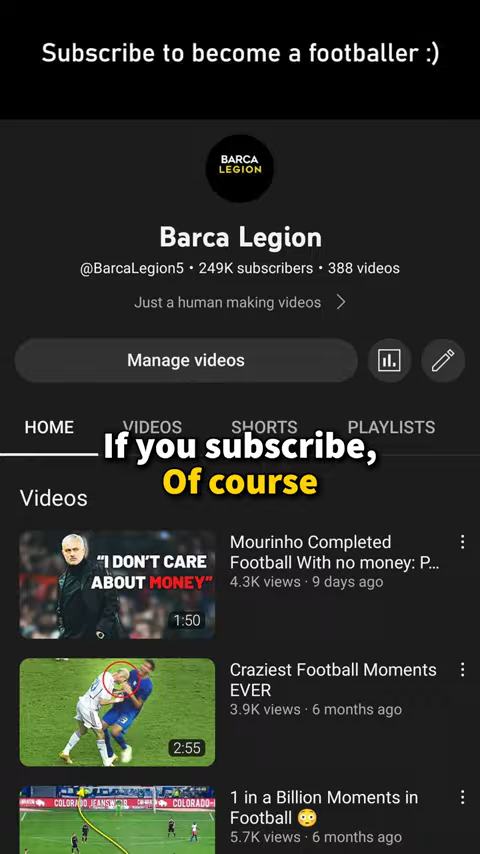 Subscribe to become a footballer :)
BARCA
LEGION
Barca Legion
@BarcaLegion5 • 249K subscribers • 388 videos
Just a human making videos
Manage videos
HOME
VIDEOS
SHORTS
PLAYLISTS
If you subscribe,
Of course
Videos
"I DON'T CARE
ABOUT MONEY"
1:50
Mourinho Completed
Football With no money: P...
4.3K views · 9 days ago
2:55
Craziest Football Moments
EVER
3.9K views · 6 months ago
COLORADO JEANSWEAR
COLORADO
1 in a Billion Moments in
Football 😳
5.7K views · 6 months ago